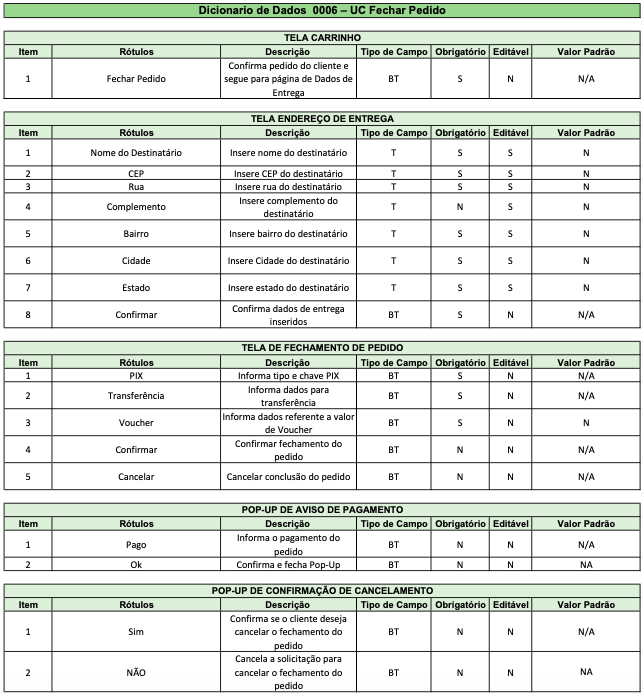 Dicionario de Dados  0006 – UC Fechar Pedido
TELA CARRINHO
Item Rótulos Descrição Tipo de Campo Obrigatório Editável Valor Padrão
1 Fechar Pedido Confirma pedido do cliente e segue para página de Dados de Entrega BT S N N/A
TELA ENDEREÇO DE ENTREGA
Item Rótulos Descrição Tipo de Campo Obrigatório Editável Valor Padrão
1 Nome do Destinatário Insere nome do destinatário T S S N
2 CEP Insere CEP do destinatário T S S N
3 Rua Insere rua do destinatário T S S N
4 Complemento Insere complemento do destinatário T N S N
5 Bairro Insere bairro do destinatário T S S N
6 Cidade Insere Cidade do destinatário T S S N
7 Estado Insere estado do destinatário T S S N
8 Confirmar Confirma dados de entrega inseridos BT S N N/A
TELA DE FECHAMENTO DE PEDIDO
Item Rótulos Descrição Tipo de Campo Obrigatório Editável Valor Padrão
1 PIX Informa tipo e chave PIX BT S N N/A
2 Transferência Informa dados para transferência BT S N N/A
3 Voucher Informa dados referente a valor de Voucher BT S N N
4 Confirmar Confirmar fechamento do pedido BT N N N/A
5 Cancelar Cancelar conclusão do pedido BT N N N/A
POP-UP DE AVISO DE PAGAMENTO
Item Rótulos Descrição Tipo de Campo Obrigatório Editável Valor Padrão
1 Pago Informa o pagamento do pedido BT N N N/A
2 Ok Confirma e fecha Pop-Up BT N N NA
POP-UP DE CONFIRMAÇÃO DE CANCELAMENTO
Item Rótulos Descrição Tipo de Campo Obrigatório Editável Valor Padrão
1 Sim Confirma se o cliente deseja cancelar o fechamento do pedido BT N N N/A
2 NÃO Cancela a solicitação para cancelar o fechamento do pedido BT N N NA